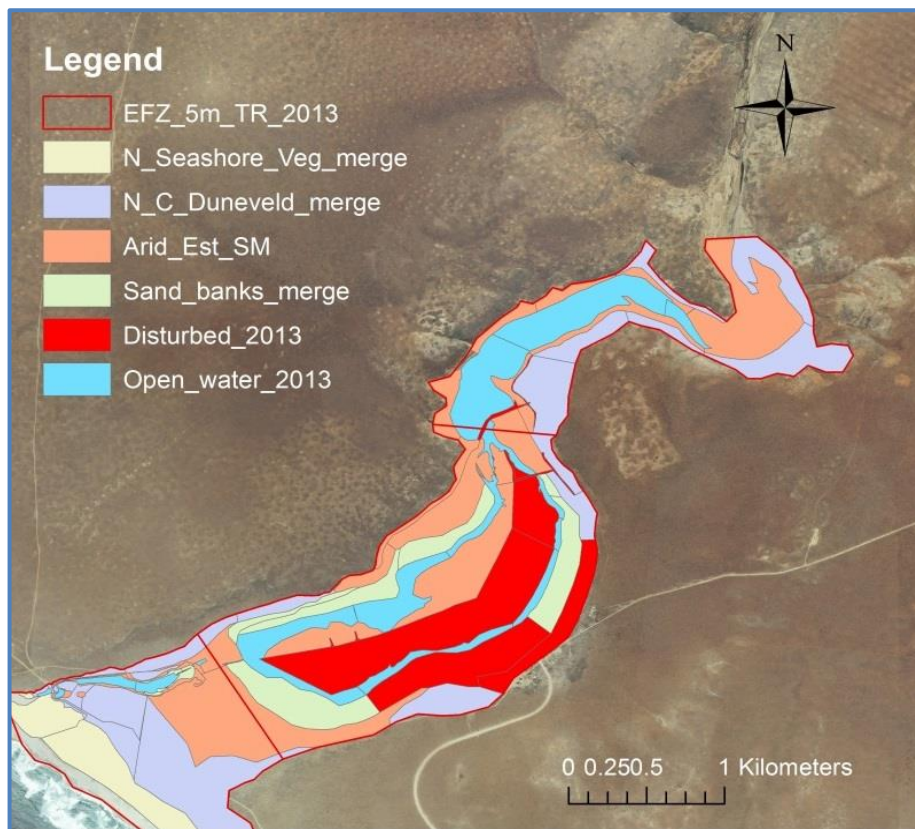 Legend
EFZ_5m_TR_2013
N_Seashore_Veg_merge
N_C_Duneveld_merge
Arid_Est_SM
Sand_banks_merge
Disturbed_2013
Open_water_2013
N
0 0.250.5 1 Kilometers